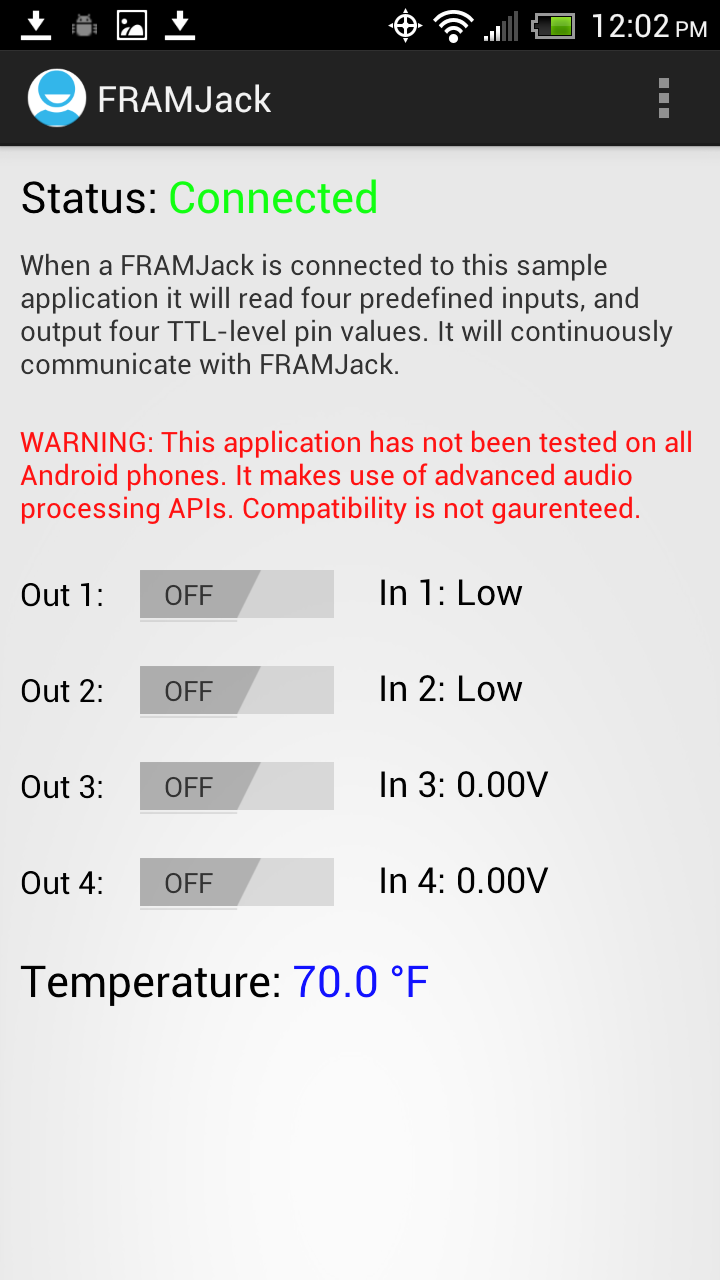 12:02 PM
FRAMJack
Status: Connected
When a FRAMJack is connected to this sample
application it will read four predefined inputs, and
output four TTL-level pin values. It will continuously
communicate with FRAMJack.
WARNING: This application has not been tested on all
Android phones. It makes use of advanced audio
processing APIs. Compatibility is not gaurenteed.
Out 1: OFF In 1: Low
Out 2: OFF In 2: Low
Out 3: OFF In 3: 0.00V
Out 4: OFF In 4: 0.00V
Temperature: 70.0 °F